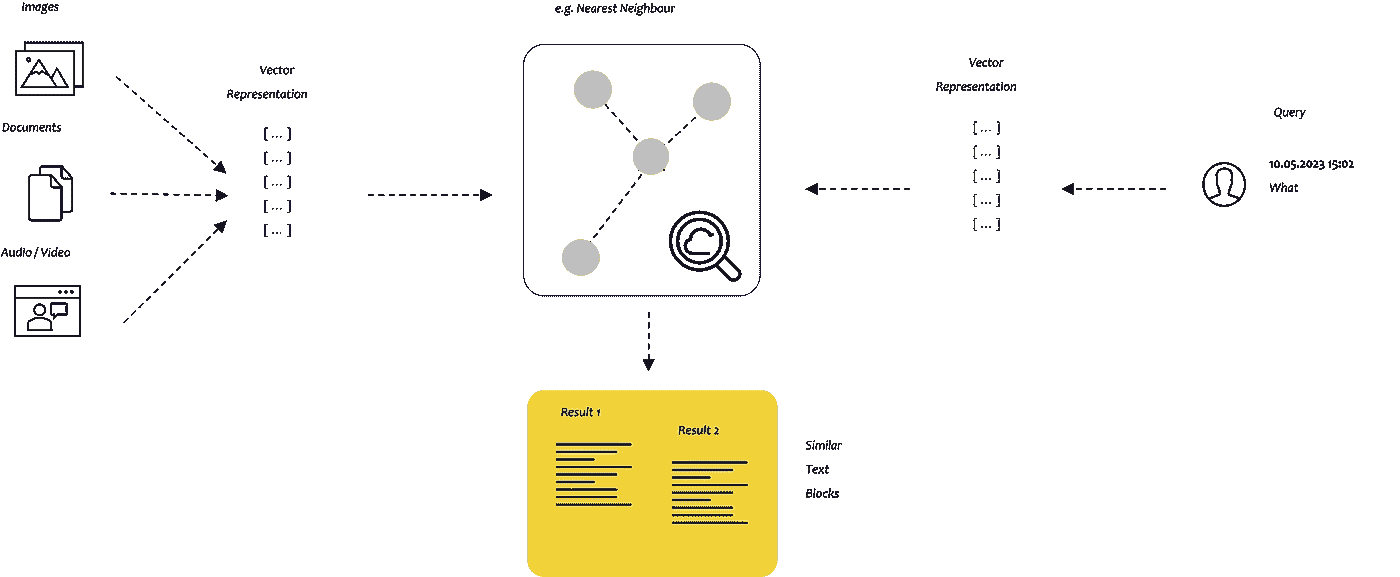 Images
e.g. Nearest Neighbour
Vector
Representation
[ ... ]
[ ... ]
[ ... ]
[ ... ]
[ ... ]
Documents
Audio / Video
Vector
Representation
[ ... ]
[ ... ]
[ ... ]
[ ... ]
[ ... ]
Query
10.05.2023 15:02
What
Result 1
Result 2
Similar
Text
Blocks